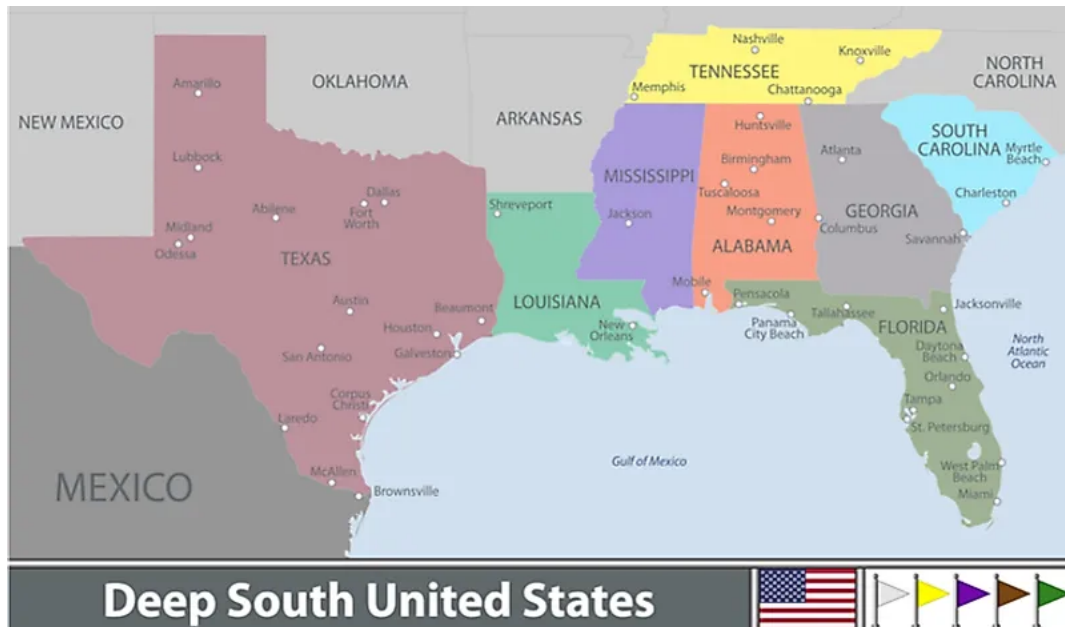 Nashville
Knoxville
TENNESSEE
NORTH
CAROLINA
Amarillo
OKLAHOMA
Memphis
Chattanooga
NEW MEXICO
ARKANSAS
Huntsville
SOUTH
CAROLINA
Myrtle
Beach
Lubbock
Atlanta
Birmingham
MISSISSIPPI
Tuscaloosa
Charleston
Dallas
Fort
Worth
Abilene
Shreveport
Jackson
Montgomery
GEORGIA
Columbus
Midland
Odessa
Savannah
TEXAS
ALABAMA
Mobile
Pensacola
LOUISIANA
Austin
Beaumont
Jacksonville
Tallahassee
Panama
City Beach
FLORIDA
Houston
New
Orleans
Daytona
Beach
North
Atlantic
Ocean
San Antonio
Galveston
Orlando
Corpus
Christi
Tampa
Laredo
St. Petersburg
Gulf of Mexico
McAllen
West Palm
Beach
MEXICO
Brownsville
Miami
Deep South United States